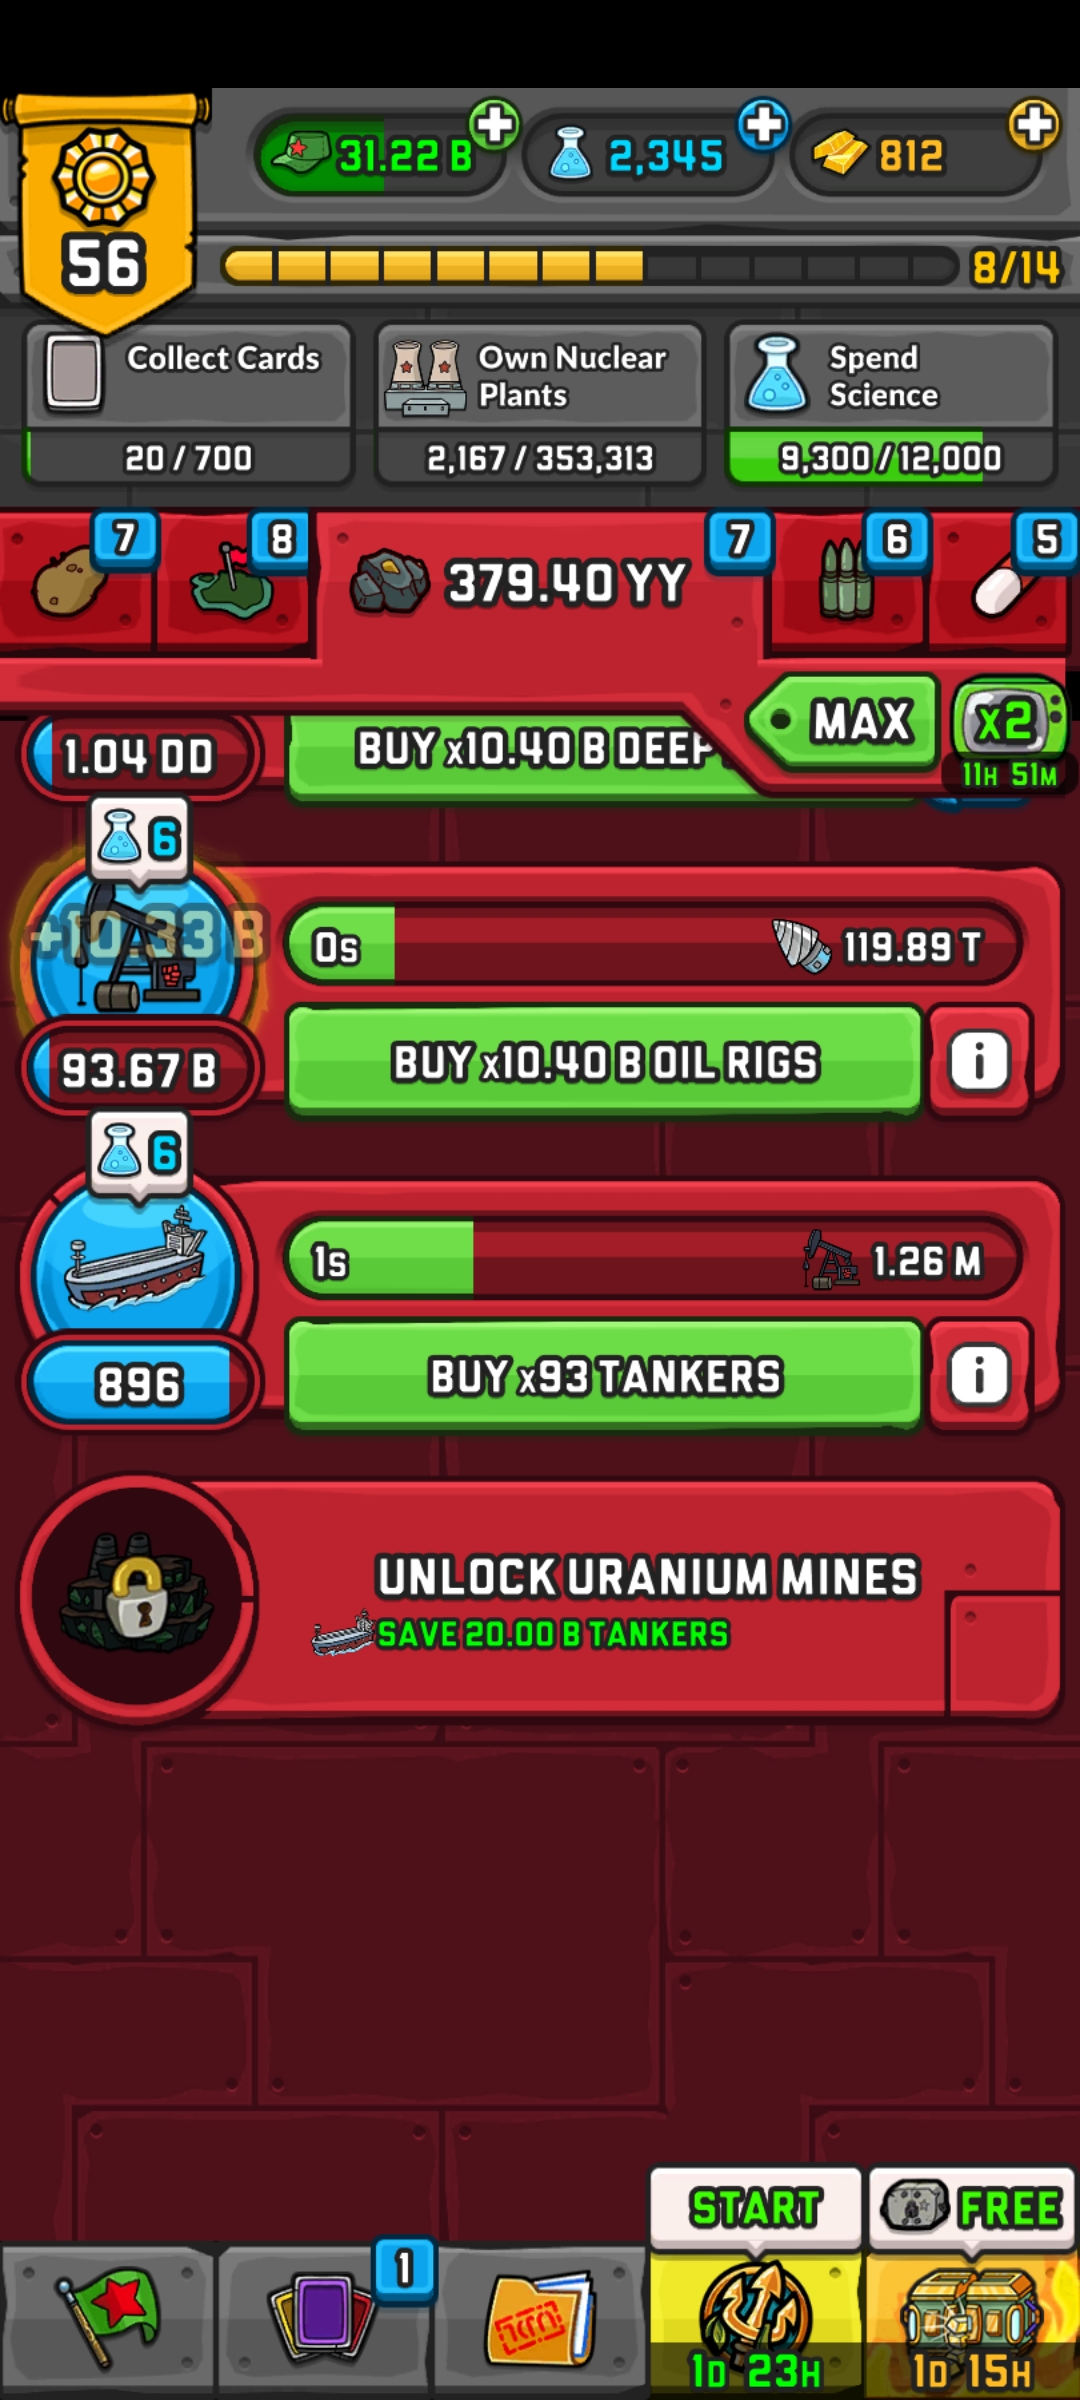 31.22 B
2,345
812
56
8/14
Collect Cards
20 / 700
Own Nuclear
Plants
2,167 / 353,313
Spend
Science
9,300 / 12,000
7
8
379.40 YY
7
6
5
MAX
x2
11H 51M
1.04 DD
BUY x10.40 B DEEP
6
+10.33 B
0s
119.89 T
93.67 B
BUY x10.40 B OIL RIGS
i
6
1s
1.26 M
896
BUY x93 TANKERS
i
UNLOCK URANIUM MINES
SAVE 20.00 B TANKERS
START
FREE
1
1D 23H
1D 15H